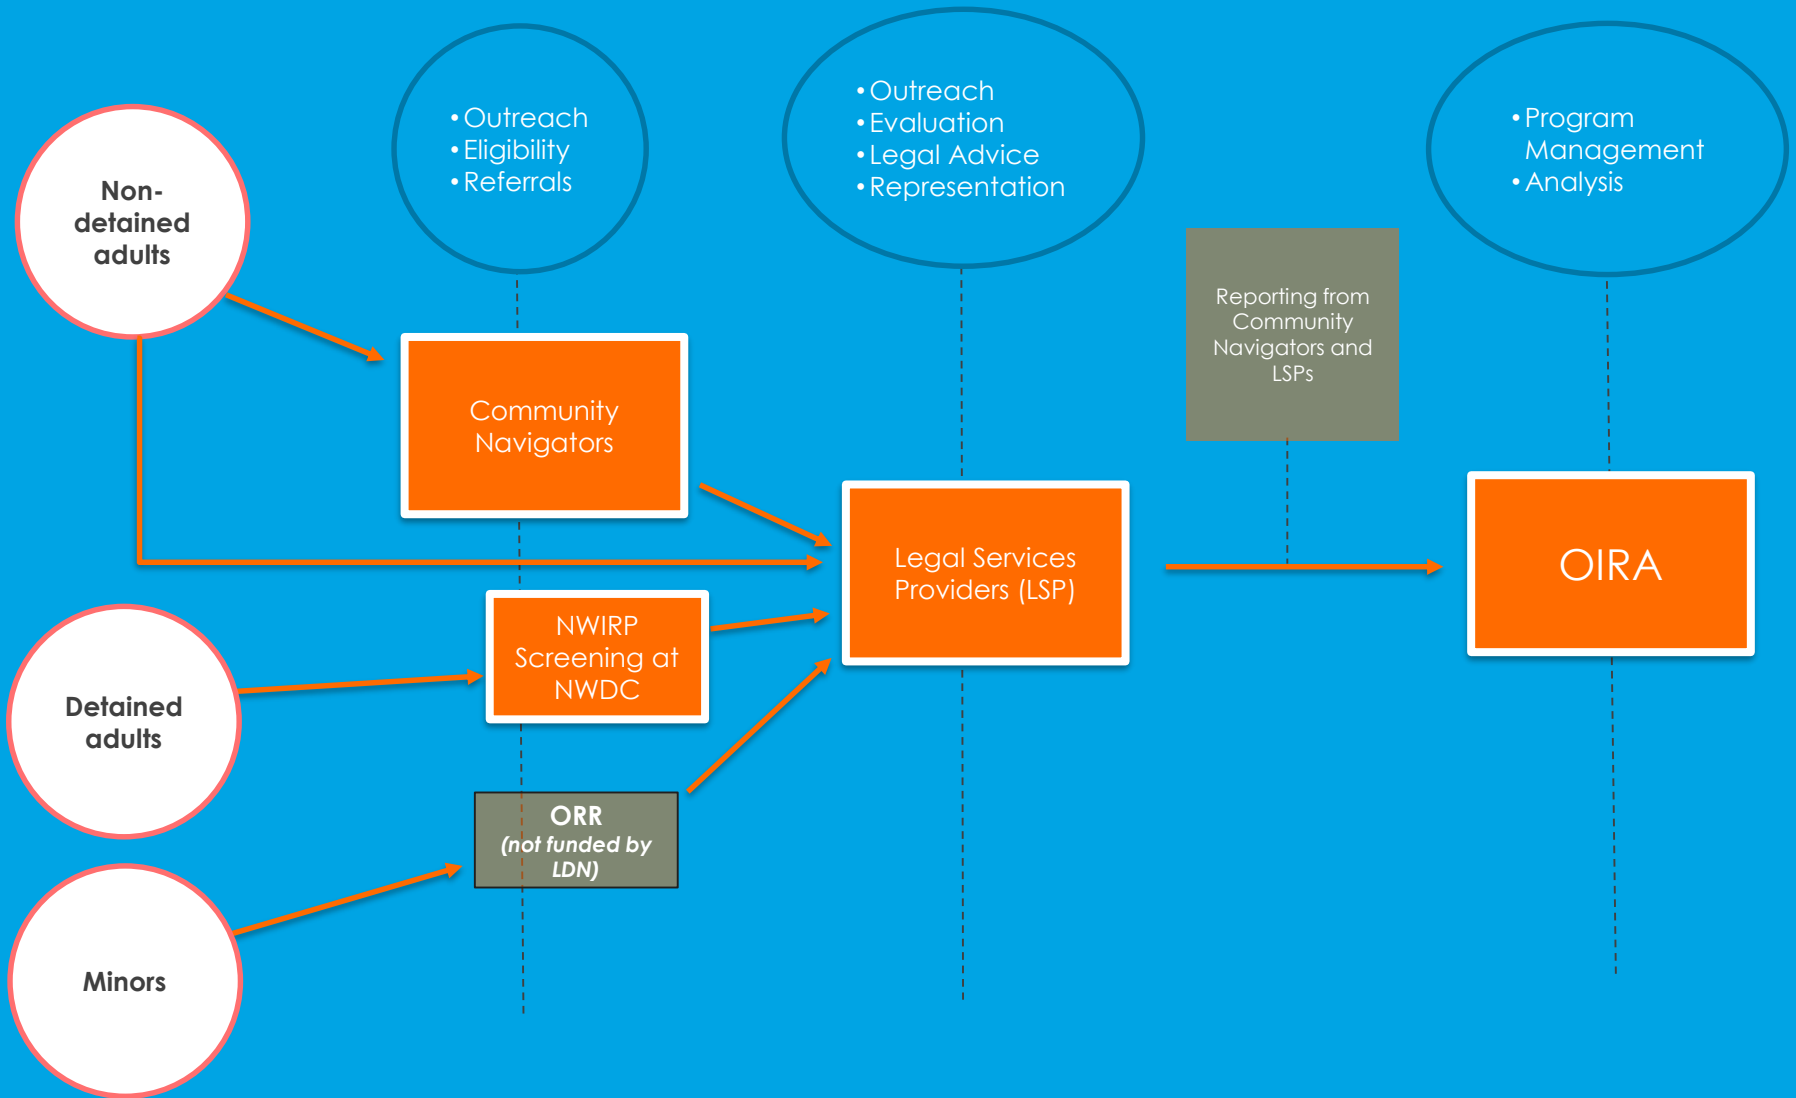 • Outreach
• Eligibility
• Referrals
• Outreach
• Evaluation
• Legal Advice
• Representation
• Program
Management
• Analysis
Non-
detained
adults
Reporting from
Community
Navigators and
LSPs
Community
Navigators
Legal Services
Providers (LSP)
OIRA
NWIRP
Screening at
NWDC
Detained
adults
ORR
(not funded by
LDN)
Minors